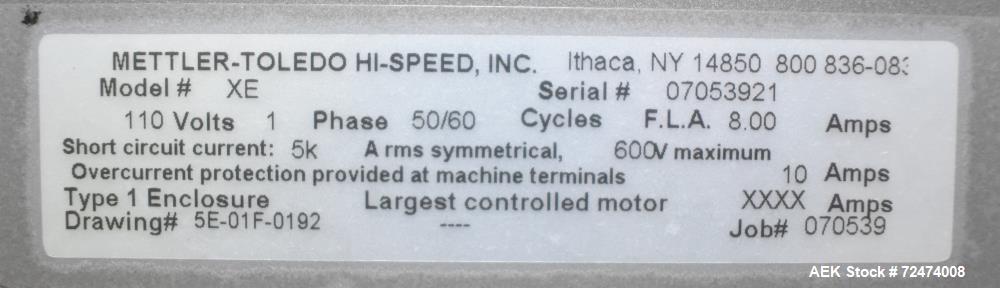 METTLER-TOLEDO HI-SPEED, INC. Ithaca, NY 14850 800 836-083
Model # XE Serial # 07053921
110 Volts 1 Phase 50/60 Cycles F.L.A. 8.00 Amps
Short circuit current: 5k A rms symmetrical, 600V maximum
Overcurrent protection provided at machine terminals 10 Amps
Type 1 Enclosure Largest controlled motor XXXX Amps
Drawing# 5E-01F-0192 ---- Job# 070539
AEK Stock # 72474008